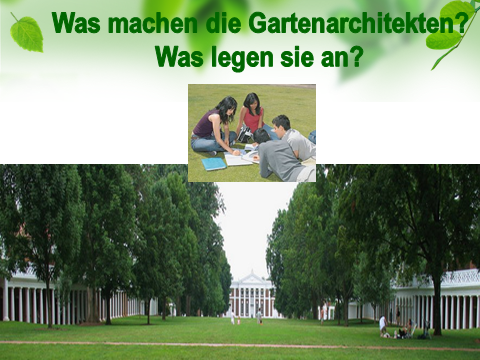 Was machen die Gartenarchitekten?
Was legen sie an?